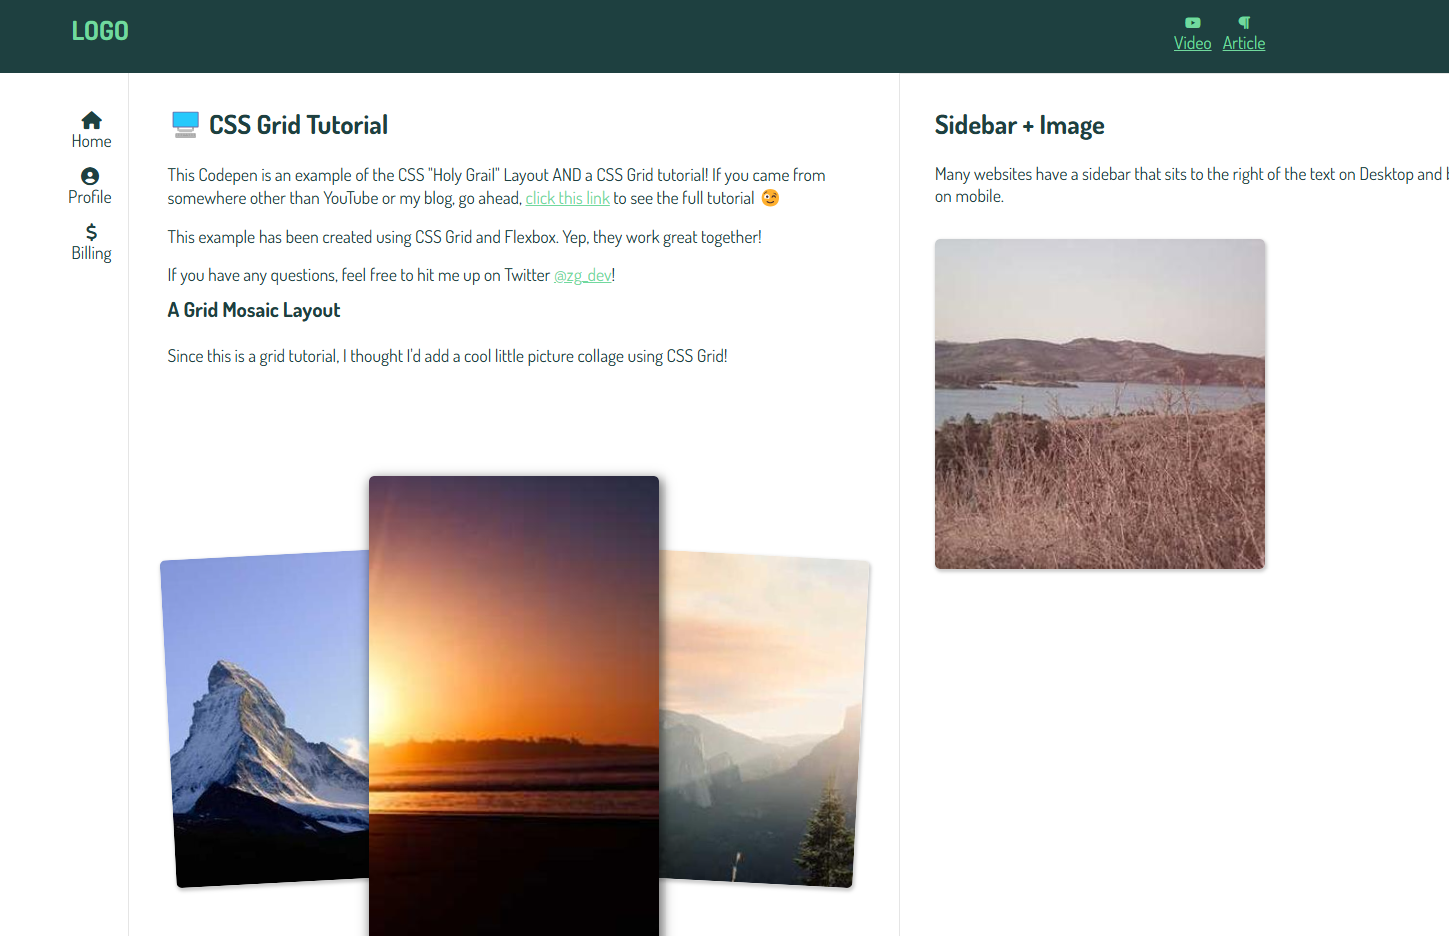 LOGO
Video Article
Home
Profile
Billing
CSS Grid Tutorial
This Codepen is an example of the CSS "Holy Grail" Layout AND a CSS Grid tutorial! If you came from
somewhere other than YouTube or my blog, go ahead, click this link to see the full tutorial 😉
This example has been created using CSS Grid and Flexbox. Yep, they work great together!
If you have any questions, feel free to hit me up on Twitter @zg_dev!
A Grid Mosaic Layout
Since this is a grid tutorial, I thought I'd add a cool little picture collage using CSS Grid!
Sidebar + Image
Many websites have a sidebar that sits to the right of the text on Desktop and
on mobile.